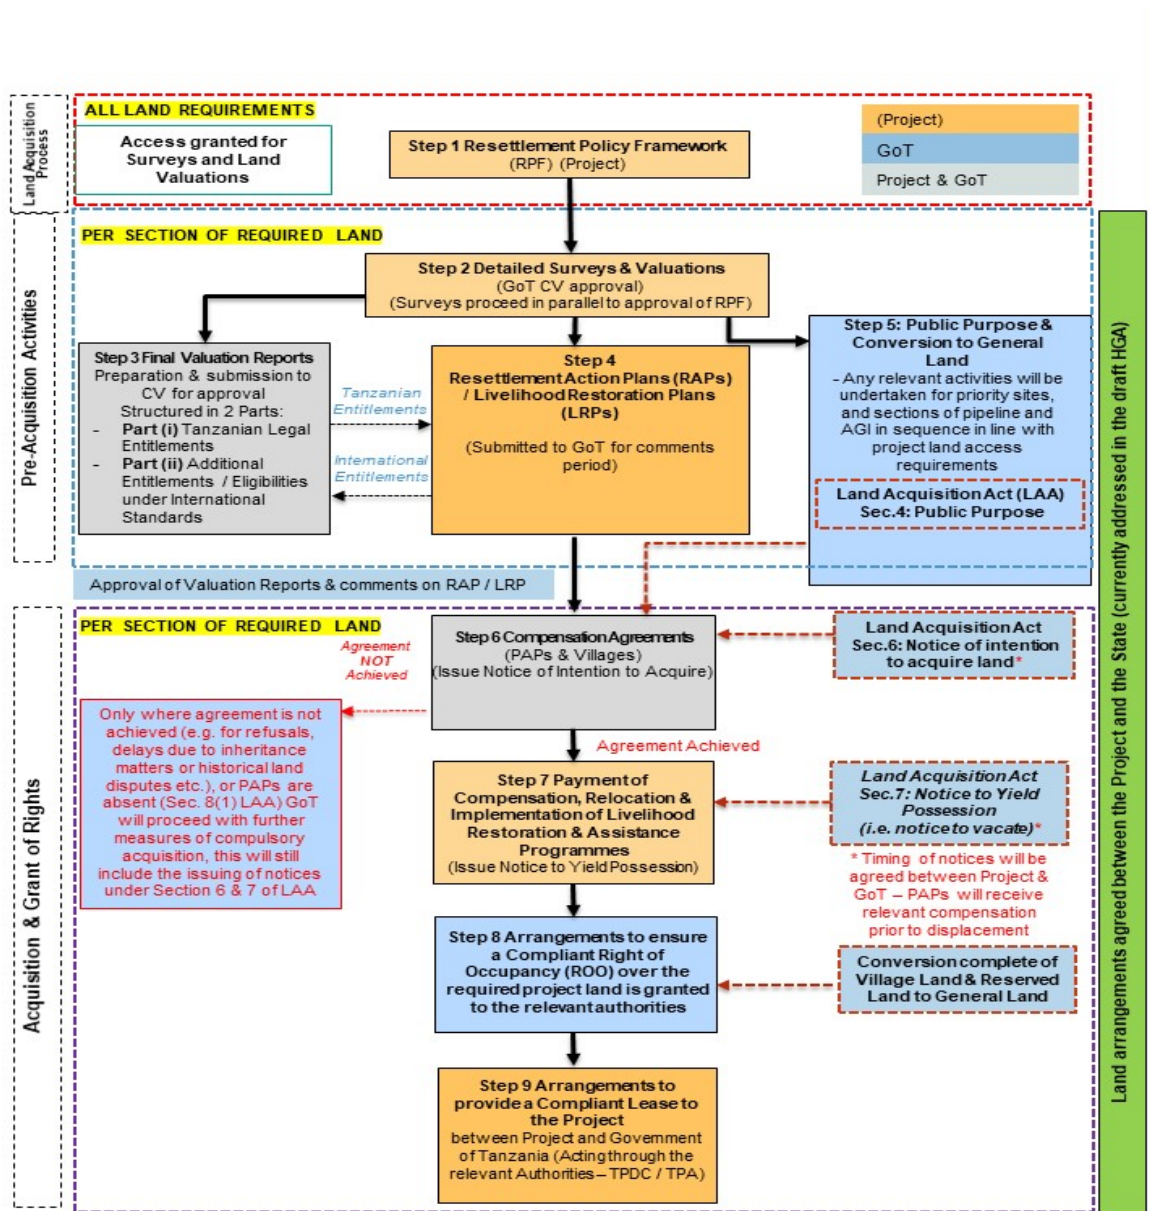 Land Acquisition
Process
ALL LAND REQUIREMENTS
Access granted for
Surveys and Land
Valuations
Step 1 Resettlement Policy Framework
(RPF) (Project)
(Project)
GoT
Project & GoT
Pre-Acquisition Activities
PER SECTION OF REQUIRED LAND
Step 2 Detailed Surveys & Valuations
(GoT CV approval)
(Surveys proceed in parallel to approval of RPF)
Step 3 Final Valuation Reports
Preparation & submission to
CV for approval
Structured in 2 Parts:
- Part (i) Tanzanian Legal
Entitlements
- Part (ii) Additional
Entitlements / Eligibilities
under International
Standards
Tanzanian
Entitlements
International
Entitlements
Step 4
Resettlement Action Plans (RAPs)
/ Livelihood Restoration Plans
(LRPs)
(Submitted to GoT for comments
period)
Step 5: Public Purpose &
Conversion to General
Land
- Any relevant activities will be
undertaken for priority sites,
and sections of pipeline and
AGI in sequence in line with
project land access
requirements
Land Acquisition Act (LAA)
Sec.4: Public Purpose
Approval of Valuation Reports & comments on RAP / LRP
Acquisition & Grant of Rights
PER SECTION OF REQUIRED LAND
Agreement
NOT
Achieved
Step 6 Compensation Agreements
(PAPs & Villages)
(Issue Notice of Intention to Acquire)
Land Acquisition Act
Sec.6: Notice of intention
to acquire land*
Only where agreement is not
achieved (e.g. for refusals,
delays due to inheritance
matters or historical land
disputes etc.), or PAPs are
absent (Sec. 8(1) LAA) GoT
will proceed with further
measures of compulsory
acquisition, this will still
include the issuing of notices
under Section 6 & 7 of LAA
Agreement Achieved
Step 7 Payment of
Compensation, Relocation &
Implementation of Livelihood
Restoration & Assistance
Programmes
(Issue Notice to Yield Possession)
Land Acquisition Act
Sec.7: Notice to Yield
Possession
(i.e. notice to vacate)*
* Timing of notices will be
agreed between Project &
GoT – PAPs will receive
relevant compensation
prior to displacement
Step 8 Arrangements to ensure
a Compliant Right of
Occupancy (ROO) over the
required project land is granted
to the relevant authorities
Conversion complete of
Village Land & Reserved
Land to General Land
Step 9 Arrangements to
provide a Compliant Lease to
the Project
between Project and Government
of Tanzania (Acting through the
relevant Authorities – TPDC / TPA)
Land arrangements agreed between the Project and the State (currently addressed in the draft HGA)